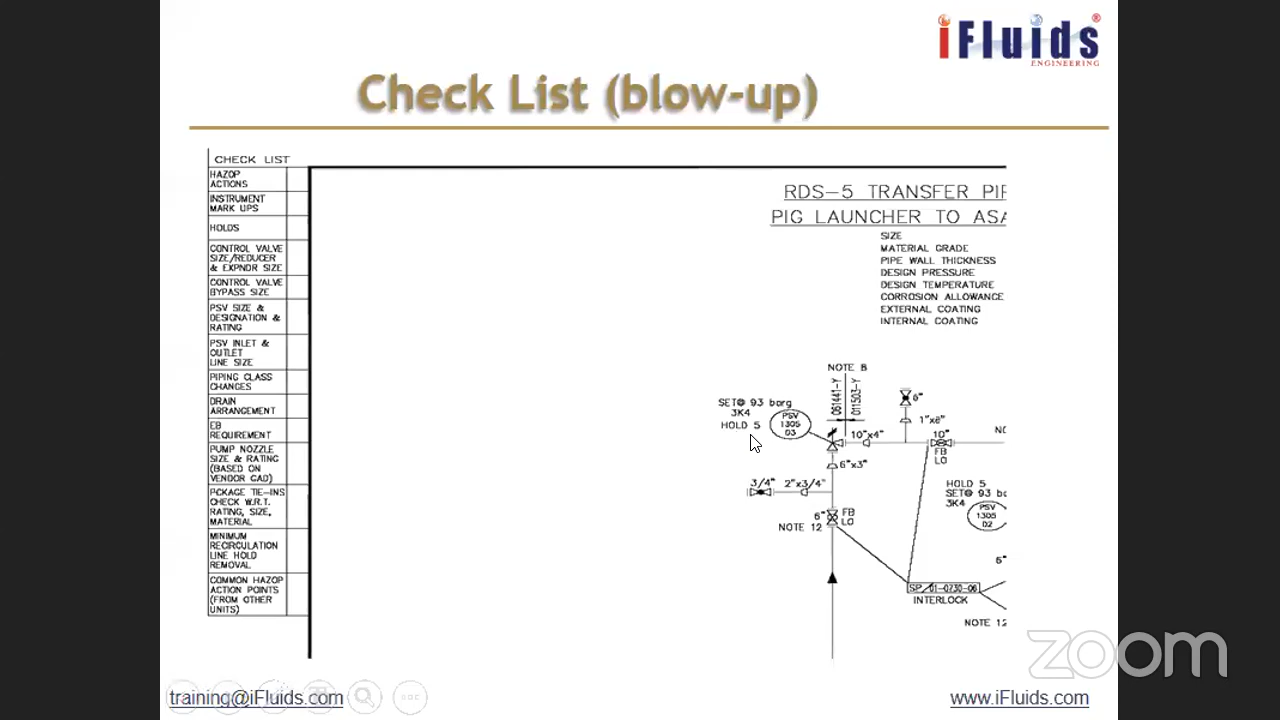 iFluids
ENGINEERING
Check List (blow-up)
CHECK LIST
HAZOP
ACTIONS
INSTRUMENT
MARK UPS
HOLDS
CONTROL VALVE
SIZE/REDUCER
& EXPNDR SIZE
CONTROL VALVE
BYPASS SIZE
PSV SIZE &
DESIGNATION &
RATING
PSV INLET &
OUTLET
LINE SIZE
PIPING CLASS
CHANGES
DRAIN
ARRANGEMENT
EB
REQUIREMENT
PUMP NOZZLE
SIZE & RATING
(BASED ON
VENDOR GAD)
PCKAGE TIE-INS
CHECK W.R.T.
RATING, SIZE,
MATERIAL
MINIMUM
RECIRCULATION
LINE HOLD
REMOVAL
COMMON HAZOP
ACTION POINTS
(FROM OTHER
UNITS)
RDS-5 TRANSFER
PIG LAUNCHER TO
SIZE
MATERIAL GRADE
PIPE WALL THICKNESS
DESIGN PRESSURE
DESIGN TEMPERATURE
CORROSION ALLOWANCE
EXTERNAL COATING
INTERNAL COATING
NOTE B
061441-Y
011503-Y
SET@ 93 barg
3K4
HOLD 5
PSV
1305
03
10"x4"
6"
1"x6"
10"
FB
LO
6"x3"
3/4"
2"x3/4"
6"
FB
LO
NOTE 12
HOLD 5
SET@ 93
3K4
PSV
1305
02
6"
SP/01-0730-06
INTERLOCK
NOTE 12
zoom
training@iFluids.com
www.iFluids.com